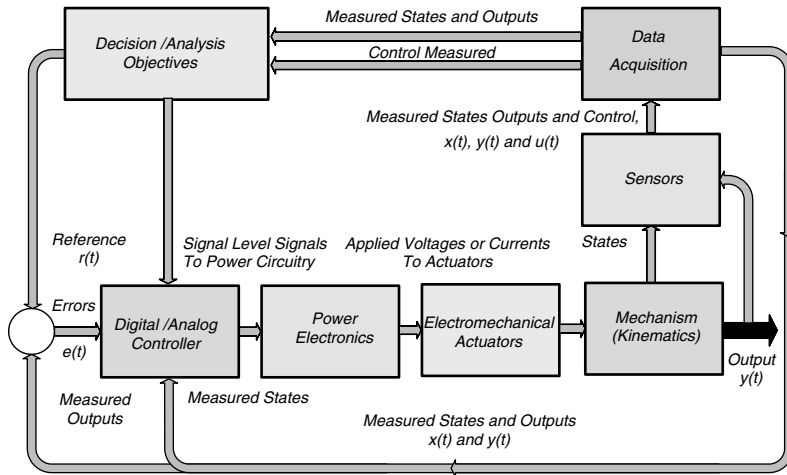 Measured States and Outputs
Decision /Analysis
Objectives
Control Measured
Data
Acquisition
Measured States Outputs and Control,
x(t), y(t) and u(t)
Sensors
Reference
r(t)
Signal Level Signals
To Power Circuitry
Applied Voltages or Currents
To Actuators
States
Errors
e(t)
Digital /Analog
Controller
Power
Electronics
Electromechanical
Actuators
Mechanism
(Kinematics)
Output
y(t)
Measured
Outputs
Measured States
Measured States and Outputs
x(t) and y(t)